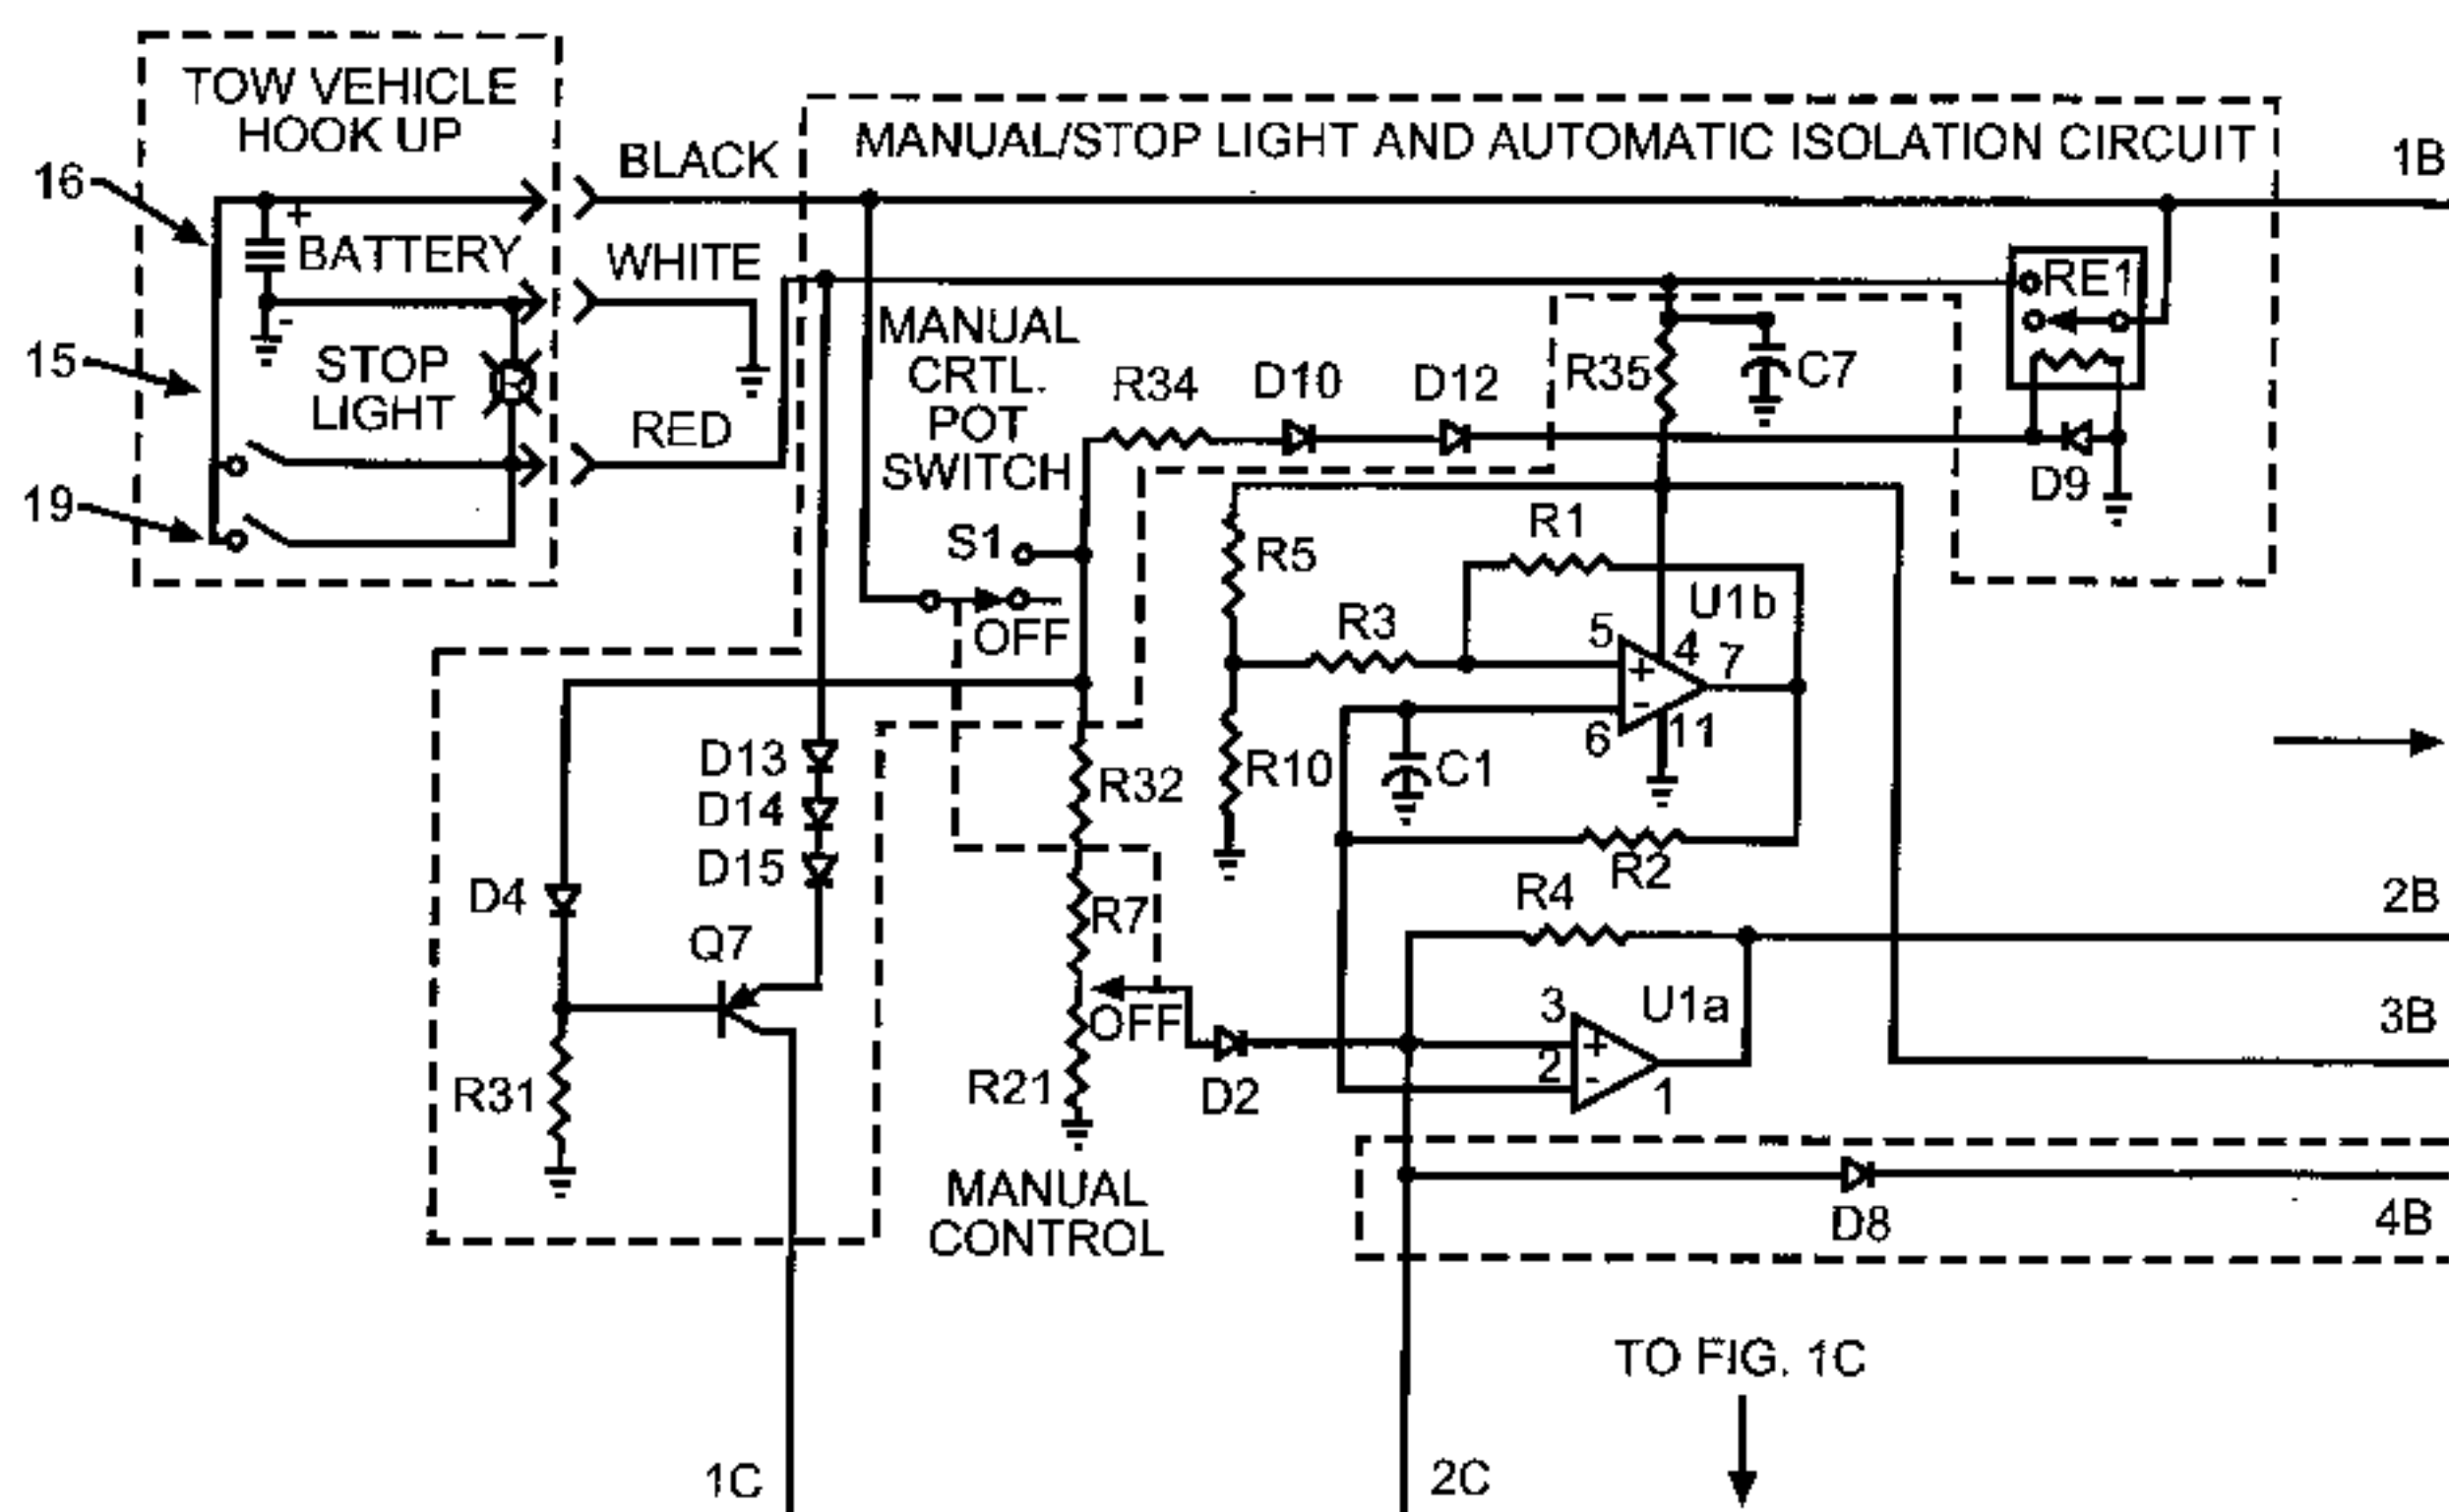 TOW VEHICLE
HOOK UP
16
+
BATTERY
-
15
STOP
LIGHT
19
BLACK
WHITE
RED
MANUAL/STOP LIGHT AND AUTOMATIC ISOLATION CIRCUIT
1B
RE1
MANUAL
CRTL.
POT
SWITCH
R34
D10
D12
R35
C7
D9
S1
OFF
R5
R1
R3
U1b
5
+
4
7
-
6
11
R10
C1
R2
D13
D14
D15
R32
D4
Q7
R7
OFF
R4
2B
3
+
U1a
2
-
1
3B
R31
R21
D2
MANUAL
CONTROL
D8
4B
TO FIG. 1C
1C
2C